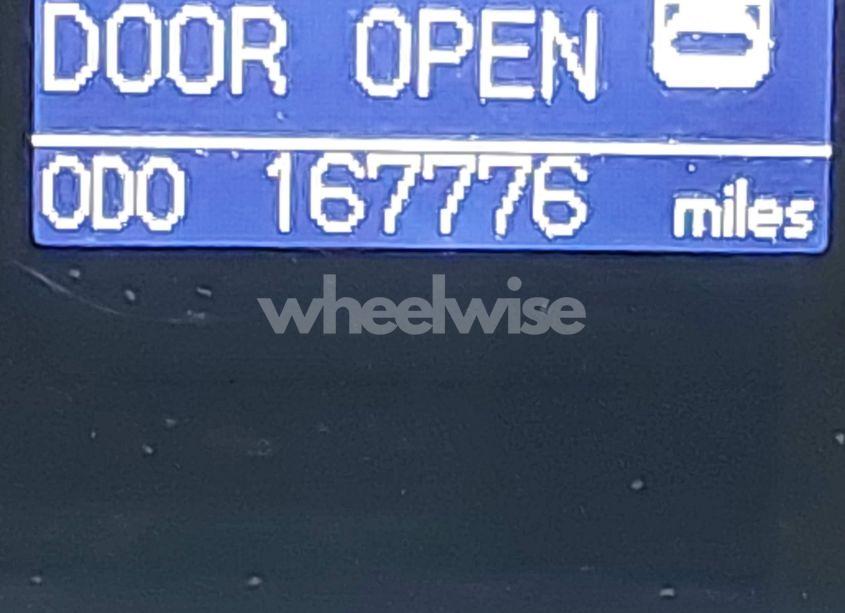 DOOR OPEN
ODO 167776 miles
wheelwise